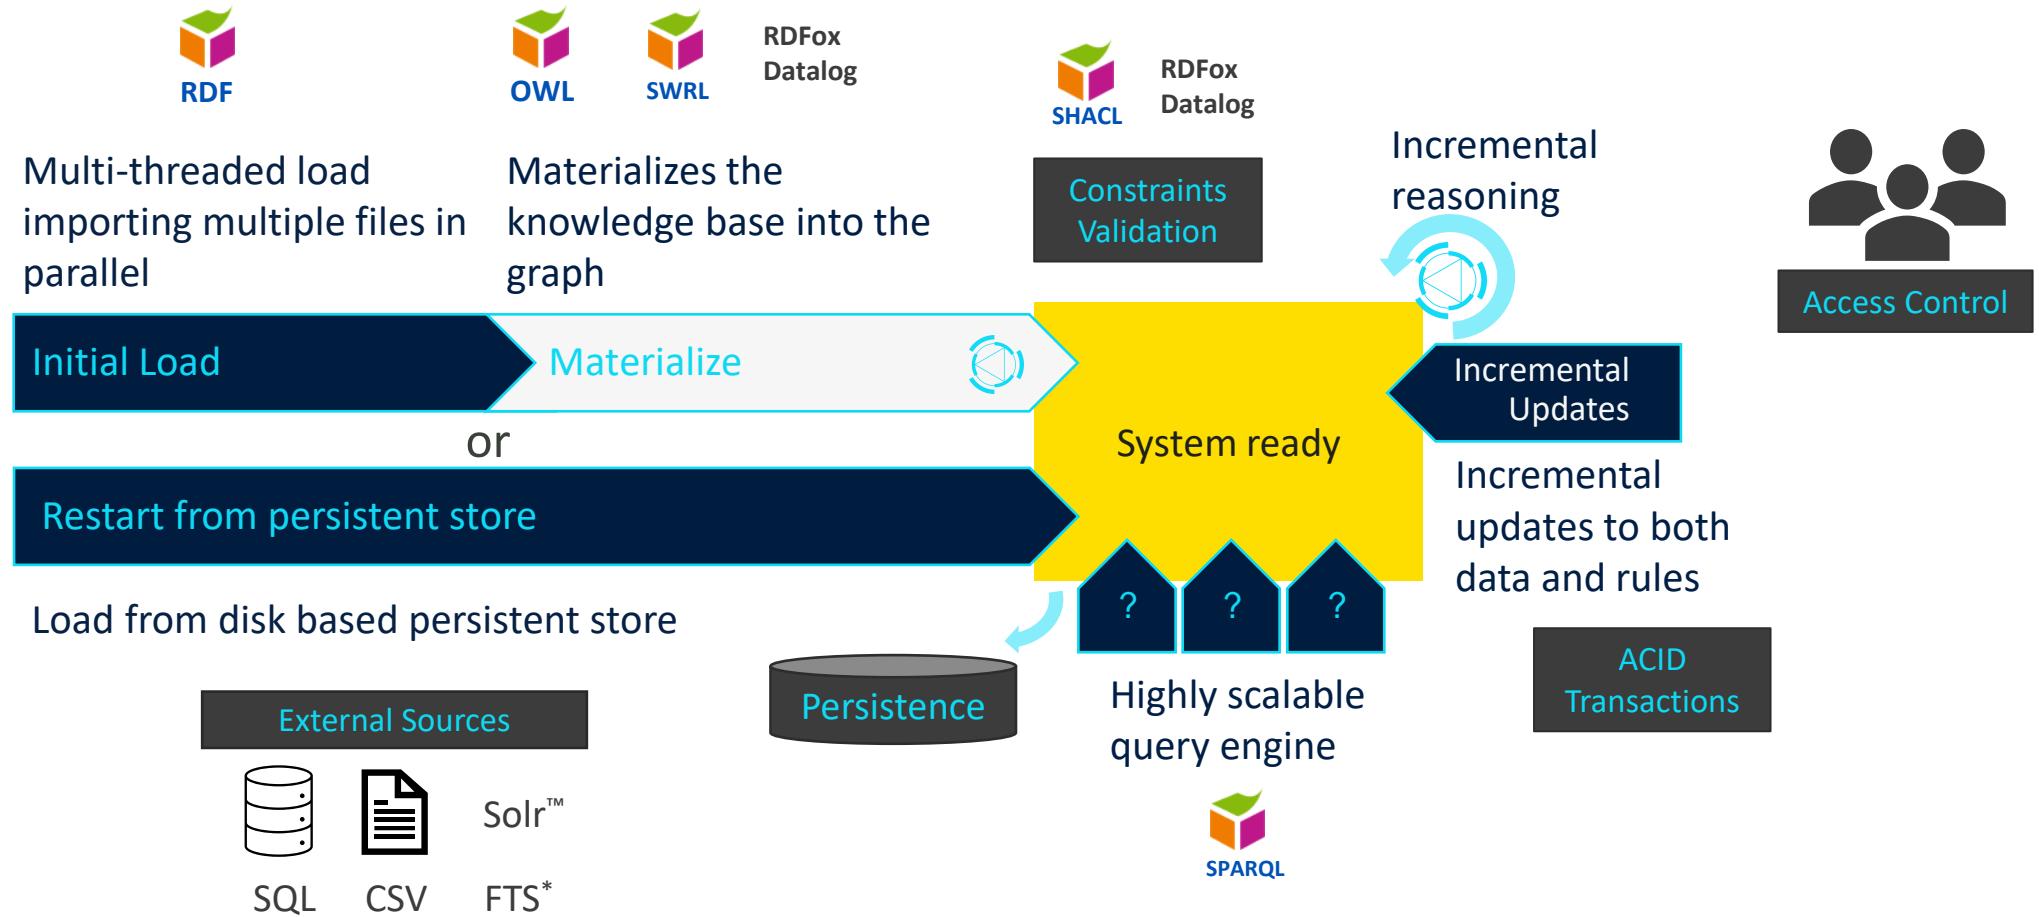 RDF
OWL
SWRL
RDFox
Datalog
SHACL
RDFox
Datalog
Multi-threaded load
importing multiple files in
parallel
Materializes the
knowledge base into the
graph
Constraints
Validation
Incremental
reasoning
Access Control
Initial Load
Materialize
or
Restart from persistent store
System ready
Incremental
Updates
Incremental
updates to both
data and rules
Load from disk based persistent store
? ? ?
Persistence
Highly scalable
query engine
ACID
Transactions
External Sources
Solr™
SQL
CSV
FTS*
SPARQL